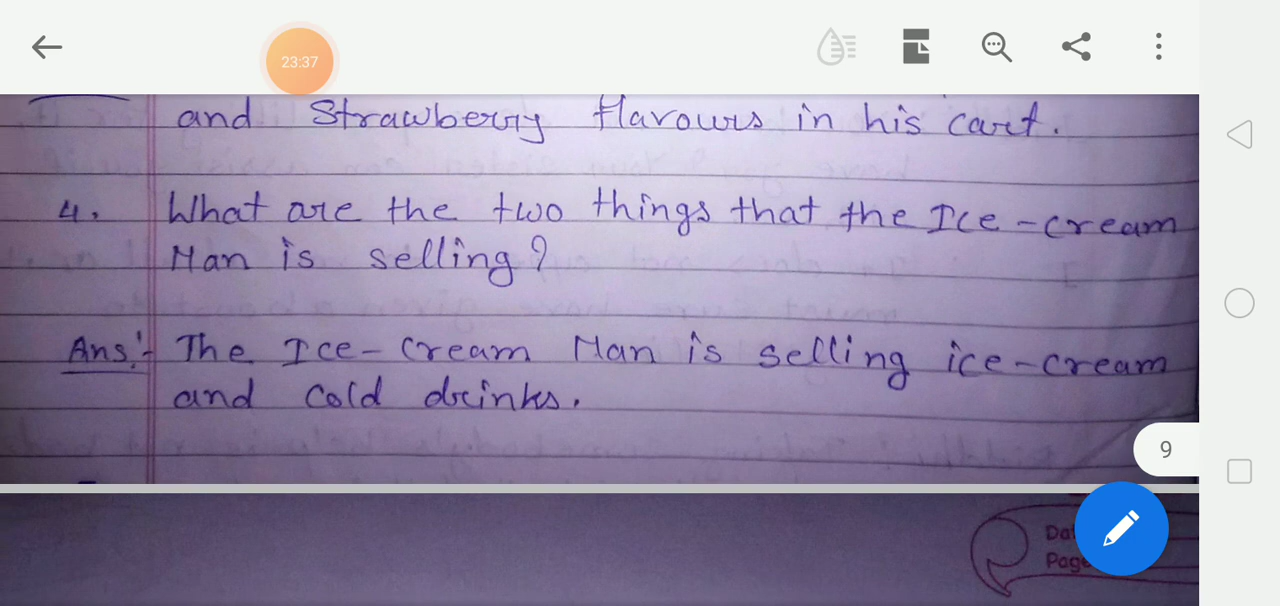 23:37
and Strawberry flavours in his cart.
4. What are the two things that the Ice-cream
Man is selling?
Ans:- The Ice-cream Man is selling ice-cream
and cold drinks.
9
Page